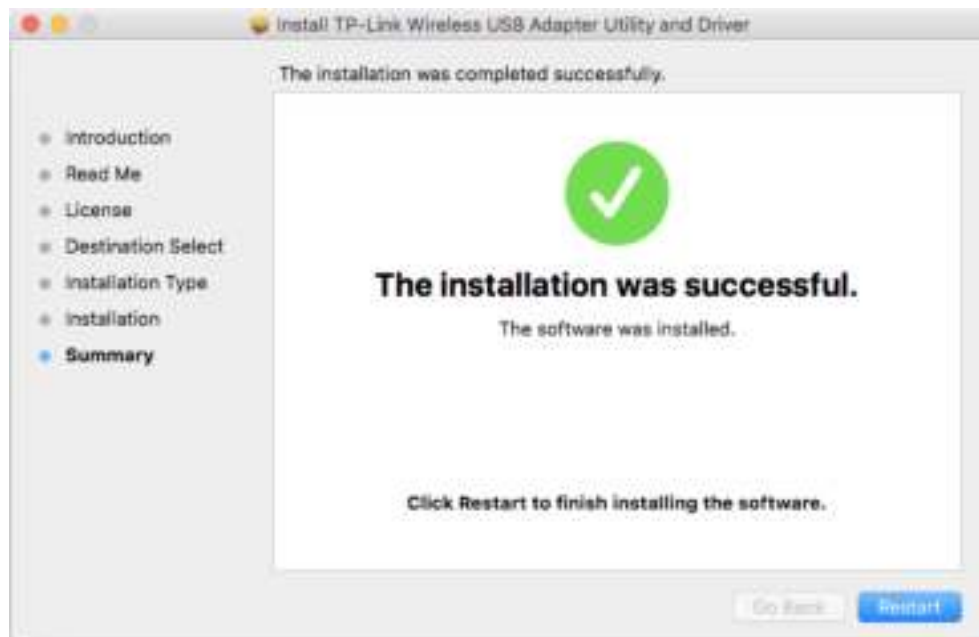 Install TP-Link Wireless USB Adapter Utility and Driver
The installation was completed successfully.
Introduction
Read Me
License
Destination Select
Installation Type
Installation
Summary
The installation was successful.
The software was installed.
Click Restart to finish installing the software.
Go Back
Restart